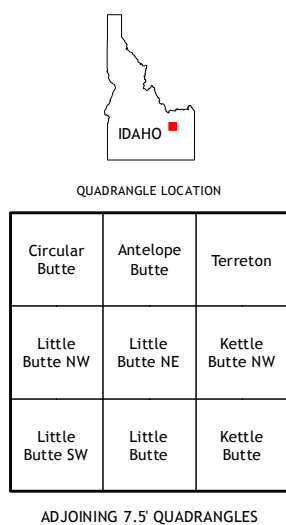 IDAHO
QUADRANGLE LOCATION
Circular
Butte
Antelope
Butte
Terreton
Little
Butte NW
Little
Butte NE
Kettle
Butte NW
Little
Butte SW
Little
Butte
Kettle
Butte
ADJOINING 7.5' QUADRANGLES